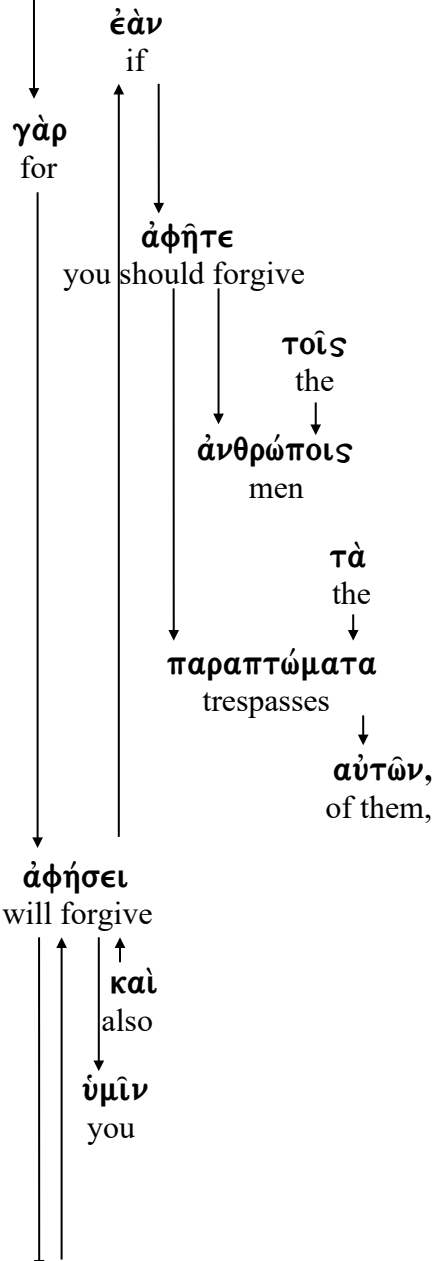 ἐὰν
if
γὰρ
for
ἀφῆτε
you should forgive
τοῖς
the
ἀνθρώποις
men
τὰ
the
παραπτώματα
trespasses
αὐτῶν,
of them,
ἀφήσει
will forgive
καὶ
also
ὑμῖν
you